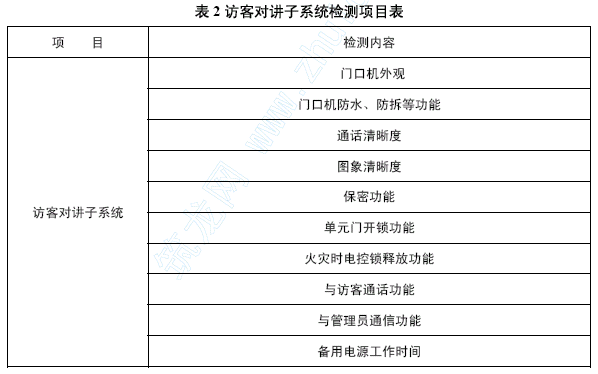 表 2 访客对讲子系统检测项目表
项 目 检测内容
门口机外观
门口机防水、防拆等功能
通话清晰度
图象清晰度
保密功能
访客对讲子系统
单元门开锁功能
火灾时电控锁释放功能
与访客通话功能
与管理员通信功能
备用电源工作时间
筑龙网 www.zhu